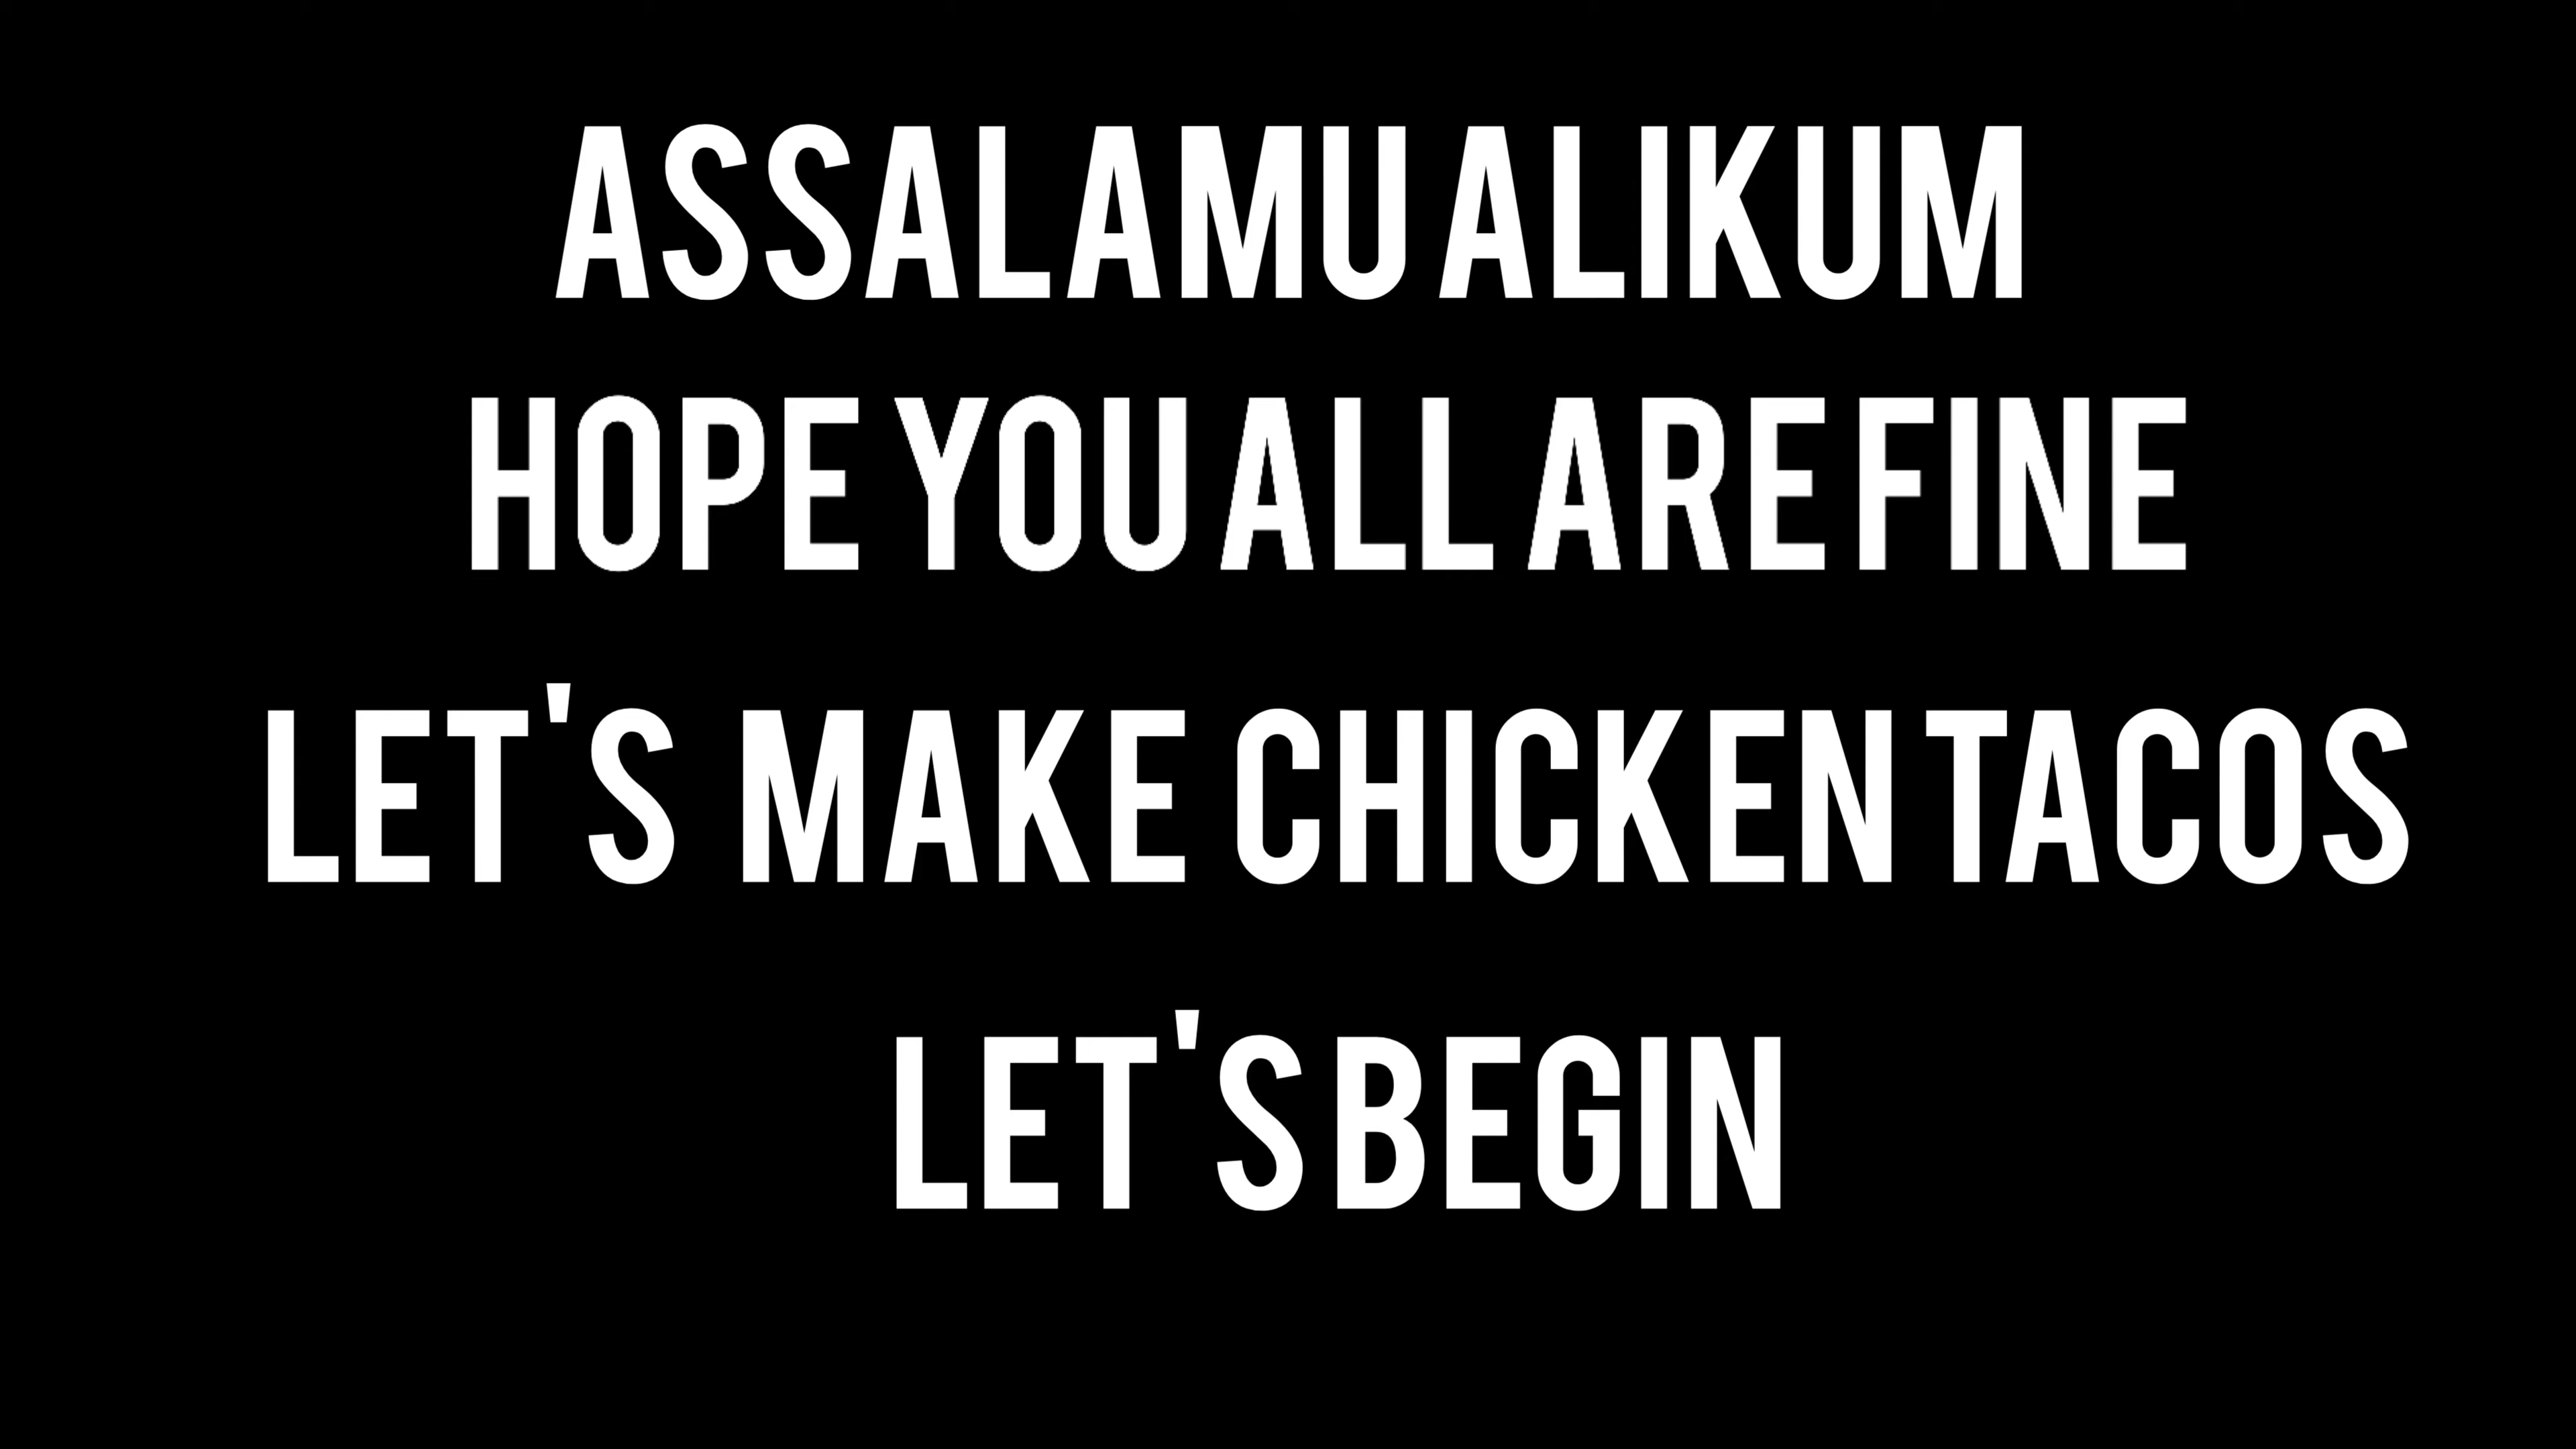 ASSALAMU ALIKUM
HOPE YOU ALL ARE FINE
LET'S MAKE CHICKEN TACOS
LET'S BEGIN